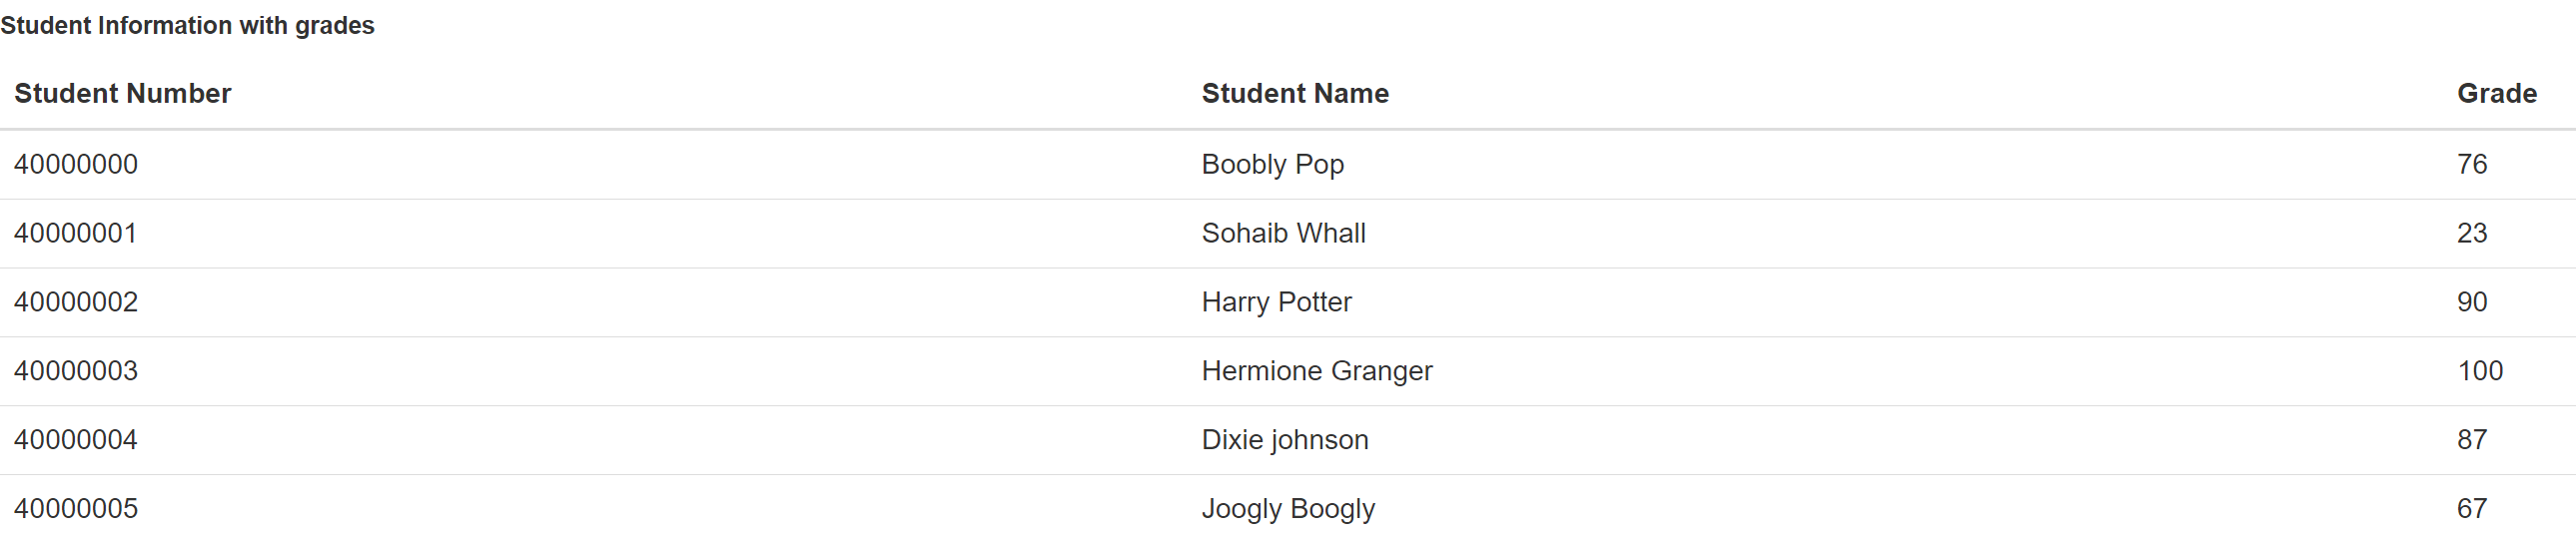 Student Information with grades
Student Number Student Name Grade
40000000 Boobly Pop 76
40000001 Sohaib Whall 23
40000002 Harry Potter 90
40000003 Hermione Granger 100
40000004 Dixie johnson 87
40000005 Joogly Boogly 67